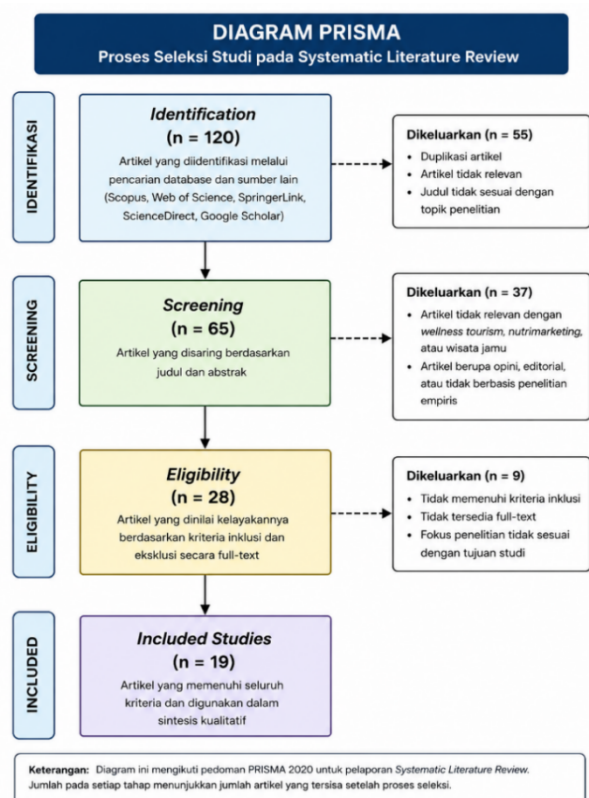 DIAGRAM PRISMA
Proses Seleksi Studi pada Systematic Literature Review
IDENTIFIKASI
Identification
(n = 120)
Artikel yang diidentifikasi melalui
pencarian database dan sumber lain
(Scopus, Web of Science, SpringerLink,
ScienceDirect, Google Scholar)
Dikeluarkan (n = 55)
• Duplikasi artikel
• Artikel tidak relevan
• Judul tidak sesuai dengan
topik penelitian
SCREENING
Screening
(n = 65)
Artikel yang disaring berdasarkan
judul dan abstrak
Dikeluarkan (n = 37)
• Artikel tidak relevan dengan
wellness tourism, nutrimarketing,
atau wisata jamu
• Artikel berupa opini, editorial,
atau tidak berbasis penelitian
empiris
ELIGIBILITY
Eligibility
(n = 28)
Artikel yang dinilai kelayakannya
berdasarkan kriteria inklusi dan
eksklusi secara full-text
Dikeluarkan (n = 9)
• Tidak memenuhi kriteria inklusi
• Tidak tersedia full-text
• Fokus penelitian tidak sesuai
dengan tujuan studi
INCLUDED
Included Studies
(n = 19)
Artikel yang memenuhi seluruh
kriteria dan digunakan dalam
sintesis kualitatif
Keterangan: Diagram ini mengikuti pedoman PRISMA 2020 untuk pelaporan Systematic Literature Review.
Jumlah pada setiap tahap menunjukkan jumlah artikel yang tersisa setelah proses seleksi.